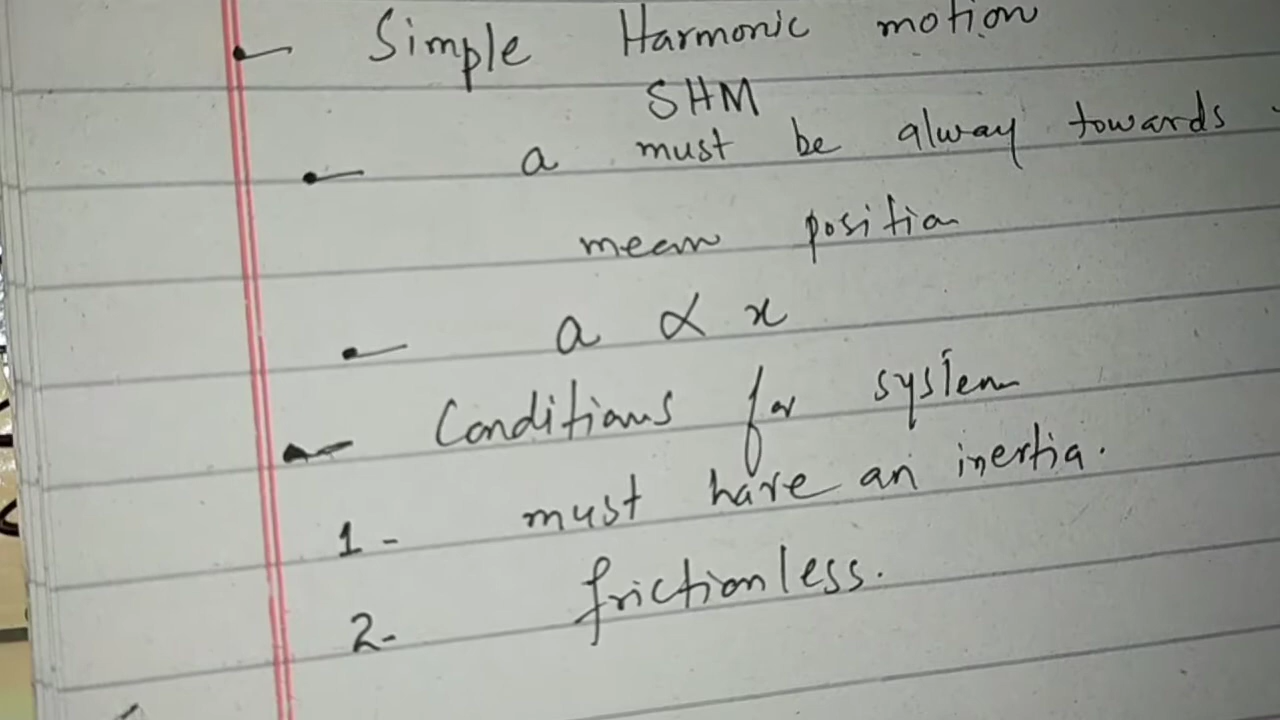 Simple Harmonic motion
SHM
a must be alway towards
mean position
a ∝ x
Conditions for system
1- must have an inertia.
2- frictionless.